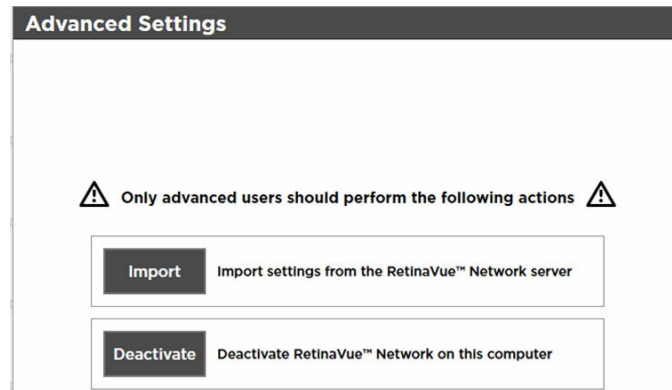 Advanced Settings
Only advanced users should perform the following actions
Import Import settings from the RetinaVue™ Network server
Deactivate Deactivate RetinaVue™ Network on this computer